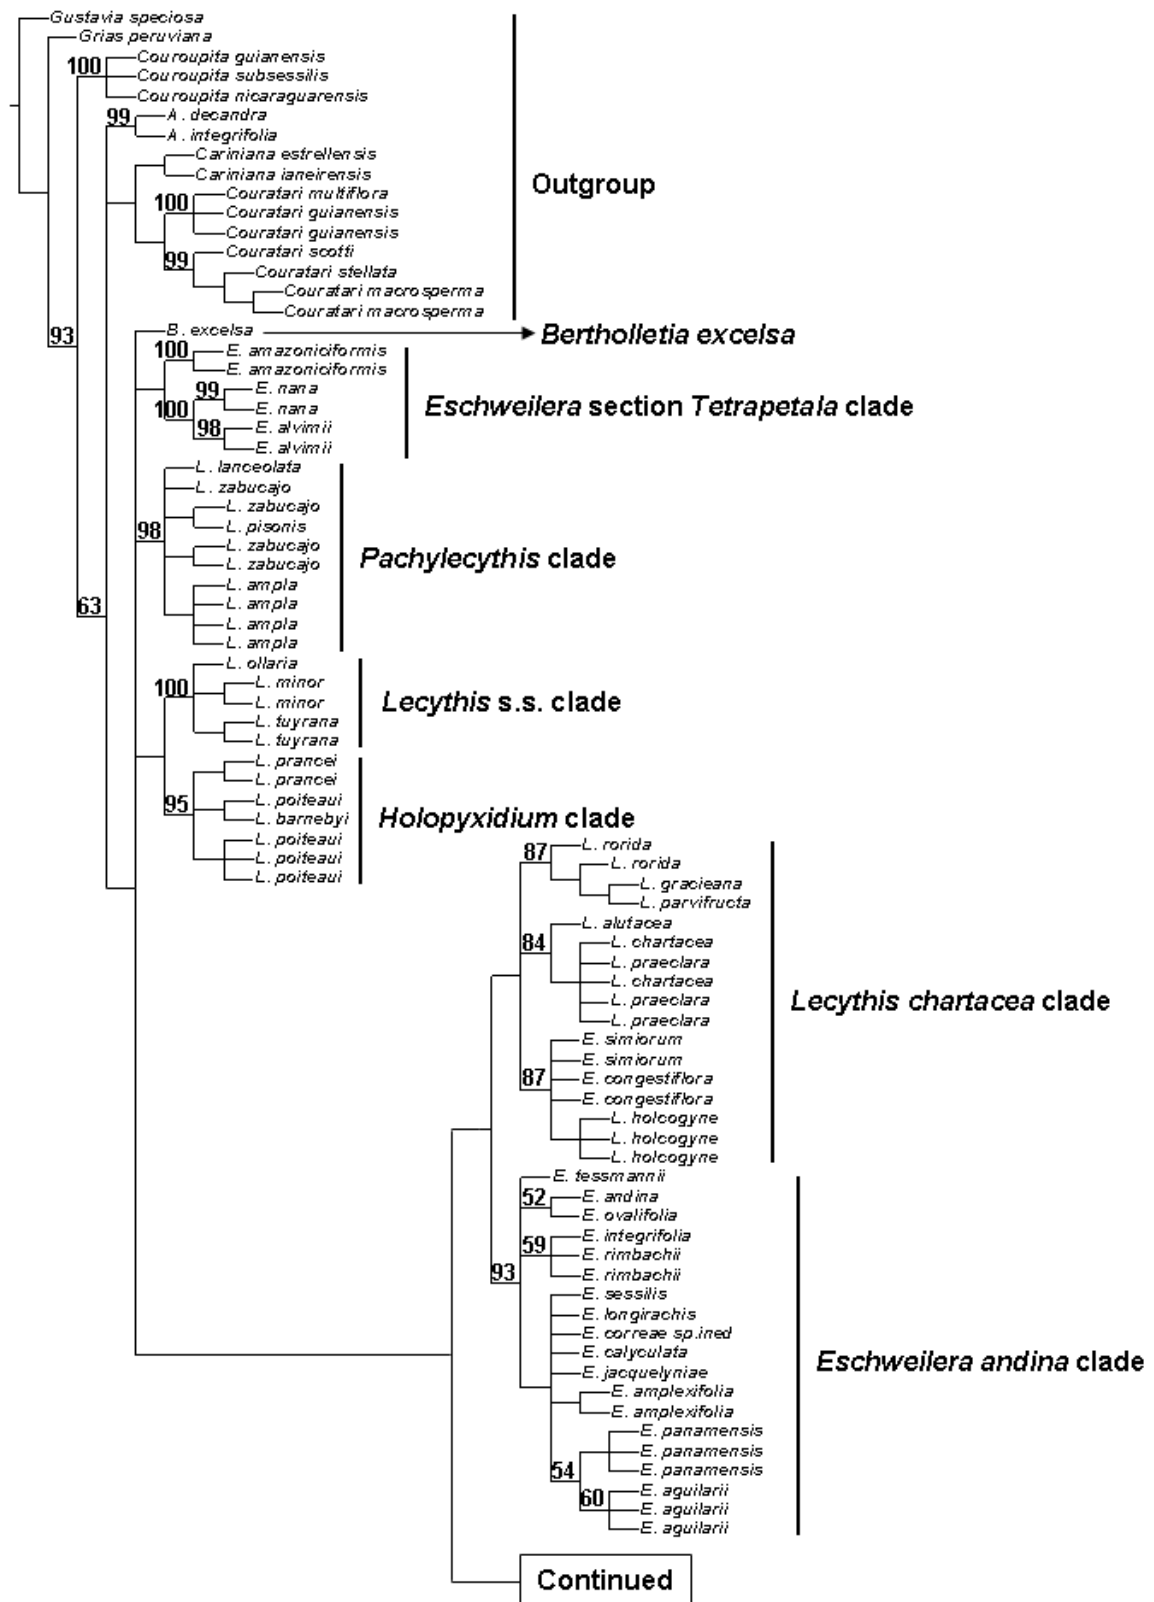 Gustavia speciosa
Grias peruviana
100
Couroupita guianensis
Couroupita subsessilis
Couroupita nicaraguarensis
99
A. decandra
A. integrifolia
Cariniana estrellensis
Cariniana ianeirensis
100
Couratari multiflora
Couratari guianensis
Couratari guianensis
99
Couratari scotti
Couratari stellata
Couratari macrosperma
Couratari macrosperma
Outgroup
93
B. excelsa
Bertholletia excelsa
100
E. amazoniciformis
E. amazoniciformis
99
E. nana
E. nana
100
98
E. alvimii
E. alvimii
Eschweilera section Tetrapetala clade
L. lanceolata
L. zabucajo
L. zabucajo
L. pisonis
98
L. zabucajo
L. zabucajo
L. ampla
L. ampla
L. ampla
L. ampla
Pachylecythis clade
63
L. ollaria
100
L. minor
L. minor
L. tuyrana
L. tuyrana
Lecythis s.s. clade
L. prancei
L. prancei
95
L. poiteaui
L. barnebyi
L. poiteaui
L. poiteaui
L. poiteaui
Holopyxidium clade
87
L. rorida
L. rorida
L. gracieana
L. parvifructa
84
L. alutacea
L. chartacea
L. praeclara
L. chartacea
L. praeclara
L. praeclara
87
E. simiorum
E. simiorum
E. congestiflora
E. congestiflora
L. holcogyne
L. holcogyne
L. holcogyne
Lecythis chartacea clade
93
E. tessmannii
52
E. andina
E. ovalifolia
59
E. integrifolia
E. rimbachii
E. rimbachii
E. sessilis
E. longirachis
E. correae sp.ined
E. calyculata
E. jacquelyniae
E. amplexifolia
E. amplexifolia
54
E. panamensis
E. panamensis
E. panamensis
60
E. aguilarii
E. aguilarii
E. aguilarii
Eschweilera andina clade
Continued